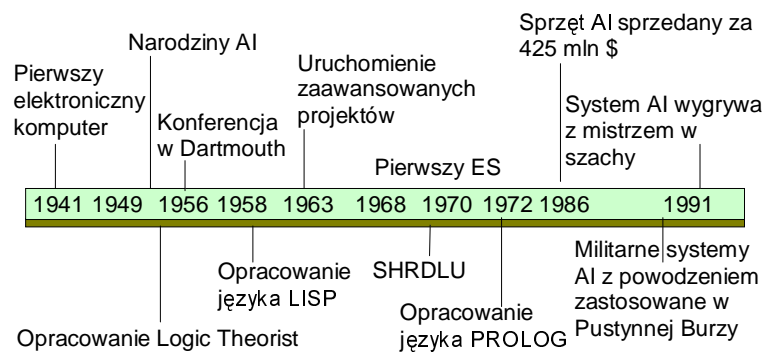 Sprzęt AI sprzedany za
425 mln $
Narodziny AI
Uruchomienie
zaawansowanych
projektów
Pierwszy
elektroniczny
komputer
System AI wygrywa
z mistrzem w
szachy
Konferencja
w Dartmouth
Pierwszy ES
1941 1949 1956 1958 1963 1968 1970 1972 1986 1991
Opracowanie
języka LISP
SHRDLU
Militarne systemy
AI z powodzeniem
zastosowane w
Pustynnej Burzy
Opracowanie
języka PROLOG
Opracowanie Logic Theorist